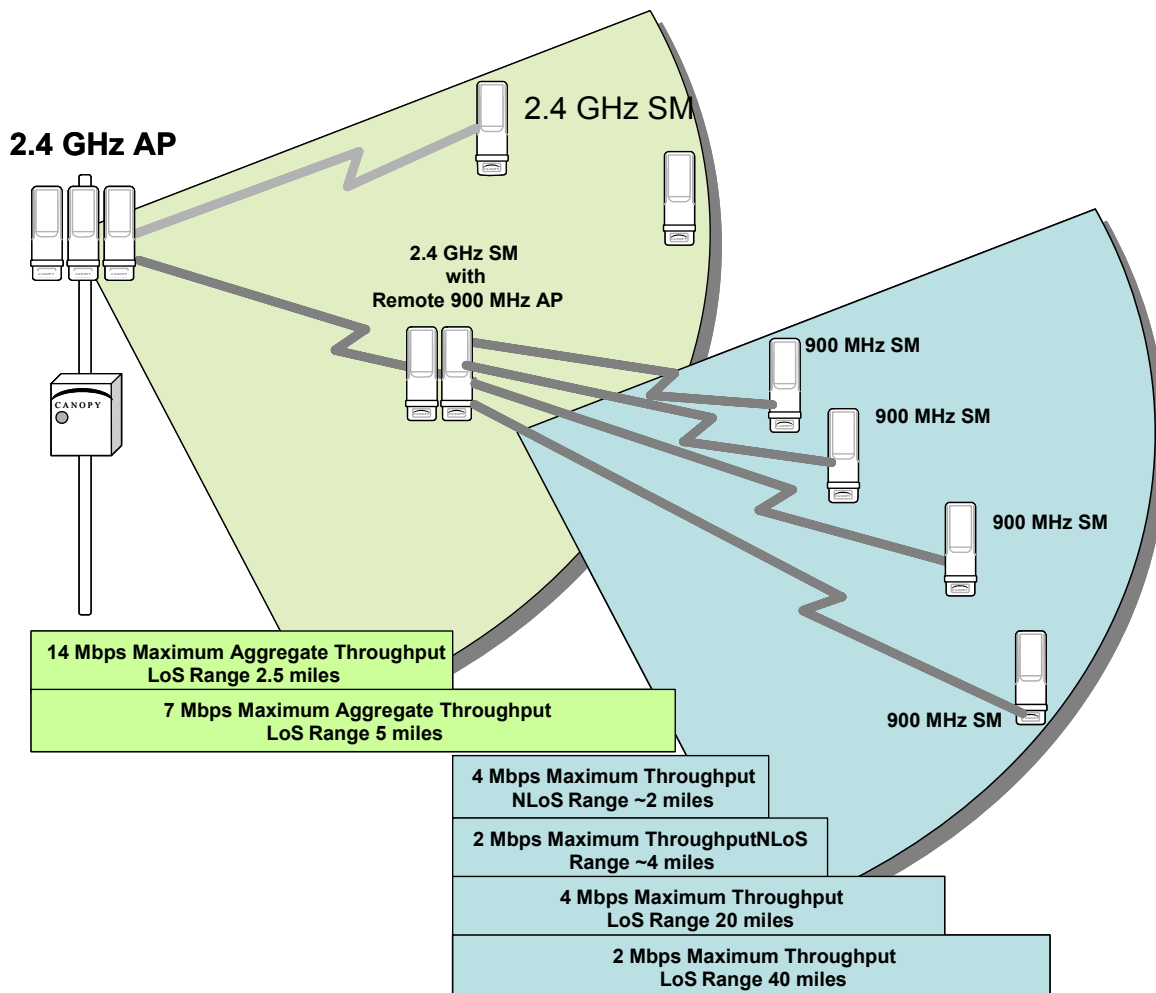 2.4 GHz SM
2.4 GHz AP
2.4 GHz SM
with
Remote 900 MHz AP
900 MHz SM
900 MHz SM
CANOPY
900 MHz SM
900 MHz SM
14 Mbps Maximum Aggregate Throughput
LoS Range 2.5 miles
7 Mbps Maximum Aggregate Throughput
LoS Range 5 miles
4 Mbps Maximum Throughput
NLoS Range ~2 miles
2 Mbps Maximum ThroughputNLoS
Range ~4 miles
4 Mbps Maximum Throughput
LoS Range 20 miles
2 Mbps Maximum Throughput
LoS Range 40 miles